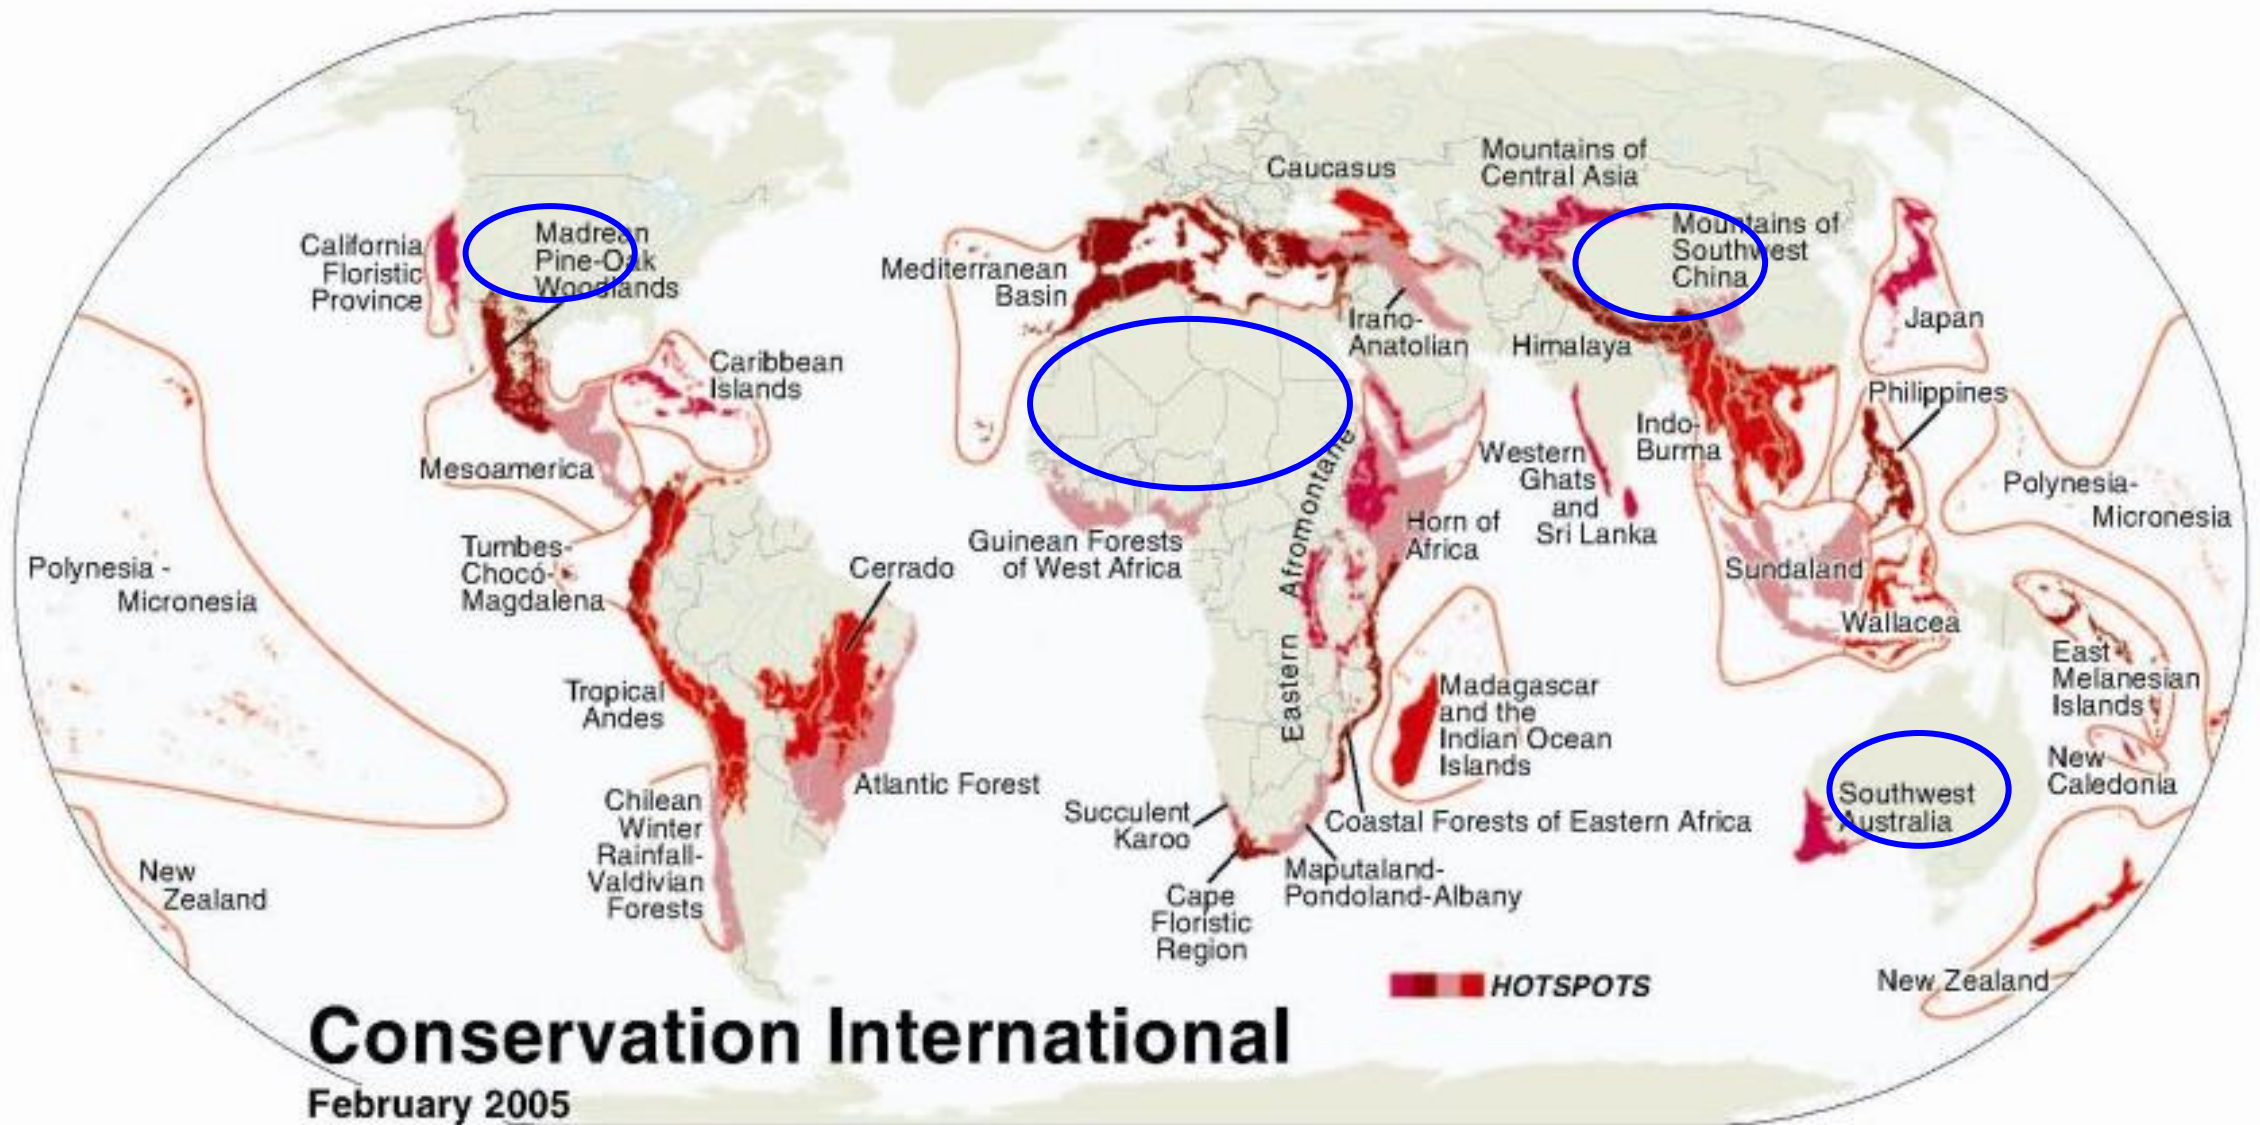 Caucasus
Mountains of
Central Asia
California
Floristic
Province
Madrean
Pine-Oak
Woodlands
Mediterranean
Basin
Irano-
Anatolian
Himalaya
Mountains of
Southwest
China
Japan
Caribbean
Islands
Philippines
Mesoamerica
Western
Ghats
and
Sri Lanka
Indo-
Burma
Polynesia-
Micronesia
Polynesia -
Micronesia
Tumbes-
Chocó-
Magdalena
Cerrado
Guinean Forests
of West Africa
Eastern Afromontane
Horn of
Africa
Sundaland
Wallacea
East
Melanesian
Islands
Tropical
Andes
Madagascar
and the
Indian Ocean
Islands
New
Caledonia
Chilean
Winter
Rainfall-
Valdivian
Forests
Atlantic Forest
Succulent
Karoo
Coastal Forests of Eastern Africa
Southwest
Australia
Maputaland-
Pondoland-Albany
Cape
Floristic
Region
New
Zealand
New Zealand
HOTSPOTS
Conservation International
February 2005